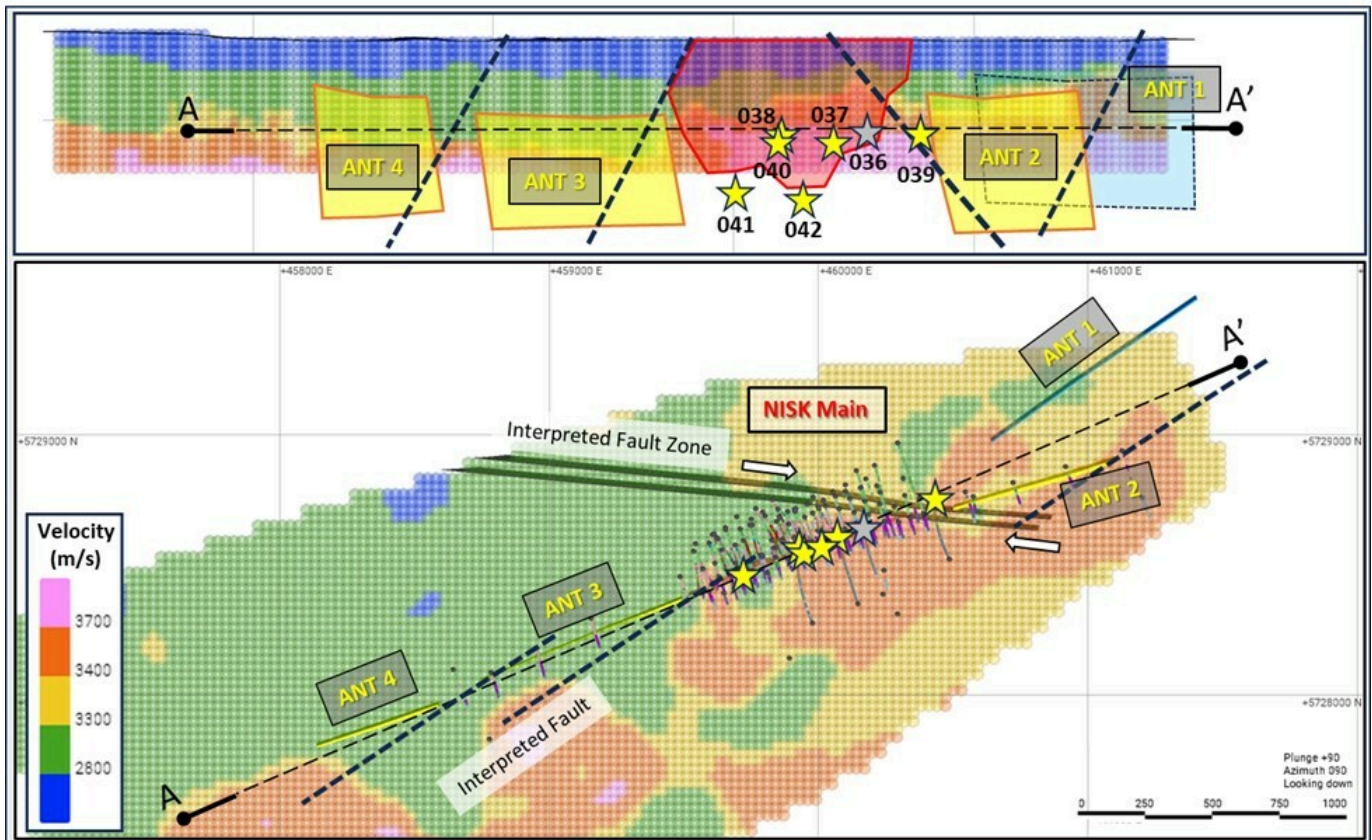 A
ANT 4
ANT 3
038
037
040
036
039
041
042
ANT 2
ANT 1
A’
+458000 E
+459000 E
+460000 E
+461000 E
ANT 1
A’
NISK Main
+5729000 N
Interpreted Fault Zone
+5729000 N
ANT 2
Velocity
(m/s)
3700
3400
3300
2800
ANT 3
ANT 4
Interpreted Fault
A
+5728000 N
Plunge +90
Azimuth 090
Looking down
0 250 500 750 1000